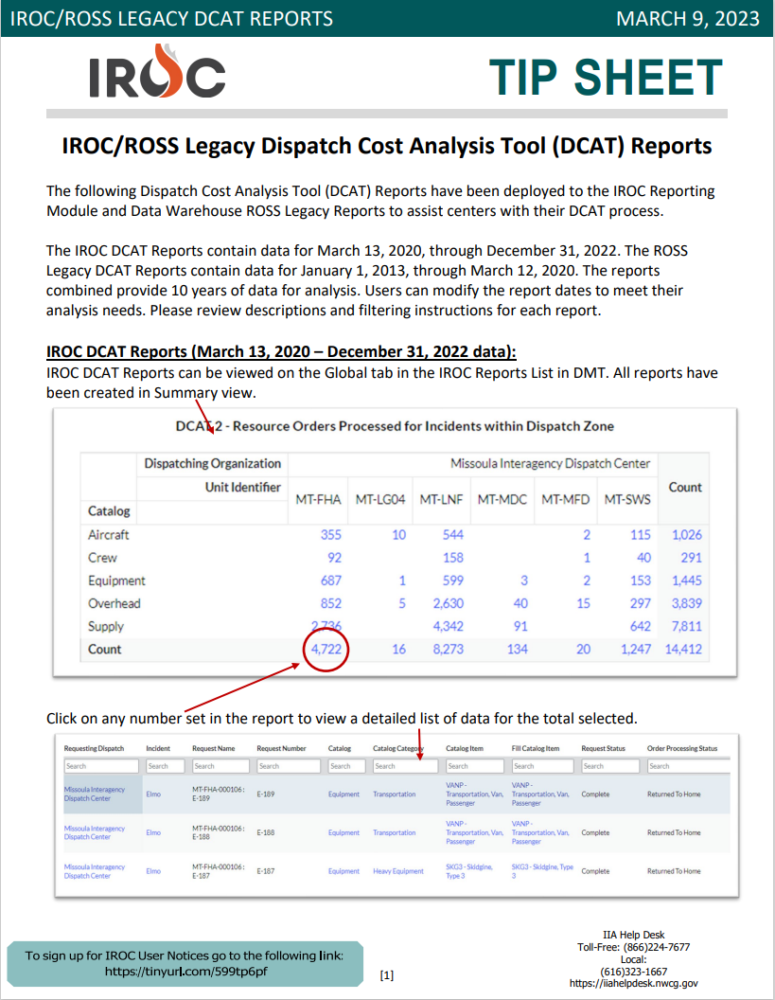 IROC/ROSS LEGACY DCAT REPORTS MARCH 9, 2023
IROC TIP SHEET
IROC/ROSS Legacy Dispatch Cost Analysis Tool (DCAT) Reports
The following Dispatch Cost Analysis Tool (DCAT) Reports have been deployed to the IROC Reporting
Module and Data Warehouse ROSS Legacy Reports to assist centers with their DCAT process.
The IROC DCAT Reports contain data for March 13, 2020, through December 31, 2022. The ROSS
Legacy DCAT Reports contain data for January 1, 2013, through March 12, 2020. The reports
combined provide 10 years of data for analysis. Users can modify the report dates to meet their
analysis needs. Please review descriptions and filtering instructions for each report.
IROC DCAT Reports (March 13, 2020 – December 31, 2022 data):
IROC DCAT Reports can be viewed on the Global tab in the IROC Reports List in DMT. All reports have
been created in Summary view.
DCAT 2 - Resource Orders Processed for Incidents within Dispatch Zone
Dispatching Organization Missoula Interagency Dispatch Center
Unit Identifier MT-FHA MT-LG04 MT-LNF MT-MDC MT-MFD MT-SWS Count
Catalog
Aircraft 355 10 544 2 115 1,026
Crew 92 158 1 40 291
Equipment 687 1 599 3 2 153 1,445
Overhead 852 5 2,630 40 15 297 3,839
Supply 2,736 4,342 91 642 7,811
Count 4,722 16 8,273 134 20 1,247 14,412
Click on any number set in the report to view a detailed list of data for the total selected.
Requesting Dispatch Incident Request Name Request Number Catalog Catalog Category Catalog Item Fill Catalog Item Request Status Order Processing Status
Search Search Search Search Search Search Search Search Search Search
Missoula Interagency MT-FHA-000106 : VANP - VANP -
Dispatch Center Elmo E-189 E-189 Equipment Transportation Transportation, Van, Transportation, Van, Complete Returned To Home
Passenger Passenger
Missoula Interagency MT-FHA-000106 : VANP - VANP -
Dispatch Center Elmo E-188 E-188 Equipment Transportation Transportation, Van, Transportation, Van, Complete Returned To Home
Passenger Passenger
Missoula Interagency Elmo MT-FHA-000106 : E-187 Equipment Heavy Equipment SKG3 - Skidgine, SKG3 - Skidgine, Type Complete Returned To Home
Dispatch Center E-187 Type 3 3
To sign up for IROC User Notices go to the following link:
https://tinyurl.com/599tp6pf
[1]
IIA Help Desk
Toll-Free: (866)224-7677
Local:
(616)323-1667
https://iiahelpdesk.nwcg.gov